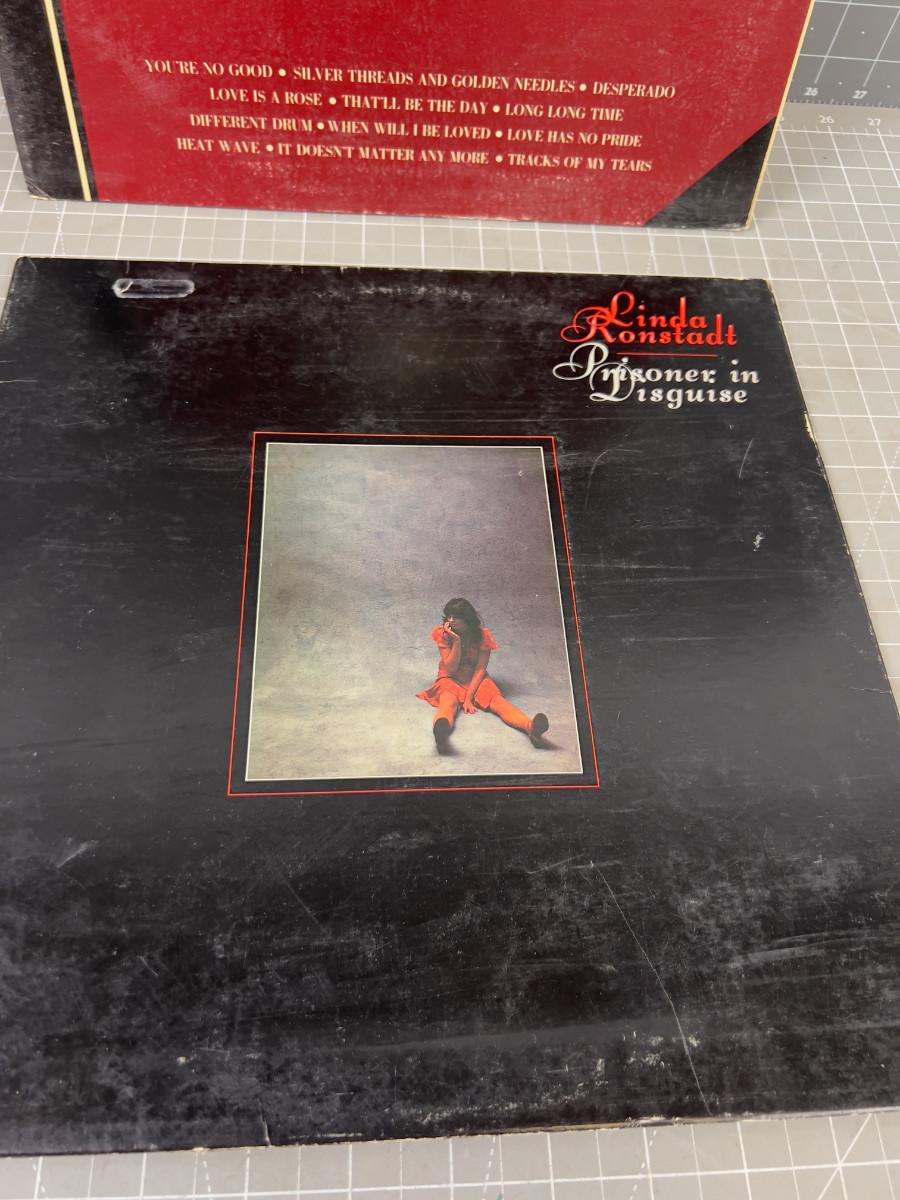 YOU'RE NO GOOD • SILVER THREADS AND GOLDEN NEEDLES • DESPERADO
LOVE IS A ROSE • THAT'LL BE THE DAY • LONG LONG TIME
DIFFERENT DRUM • WHEN WILL I BE LOVED • LOVE HAS NO PRIDE
HEAT WAVE • IT DOESN'T MATTER ANY MORE • TRACKS OF MY TEARS
26 27
26 27
Linda
Ronstadt
Prisoner in
Disguise